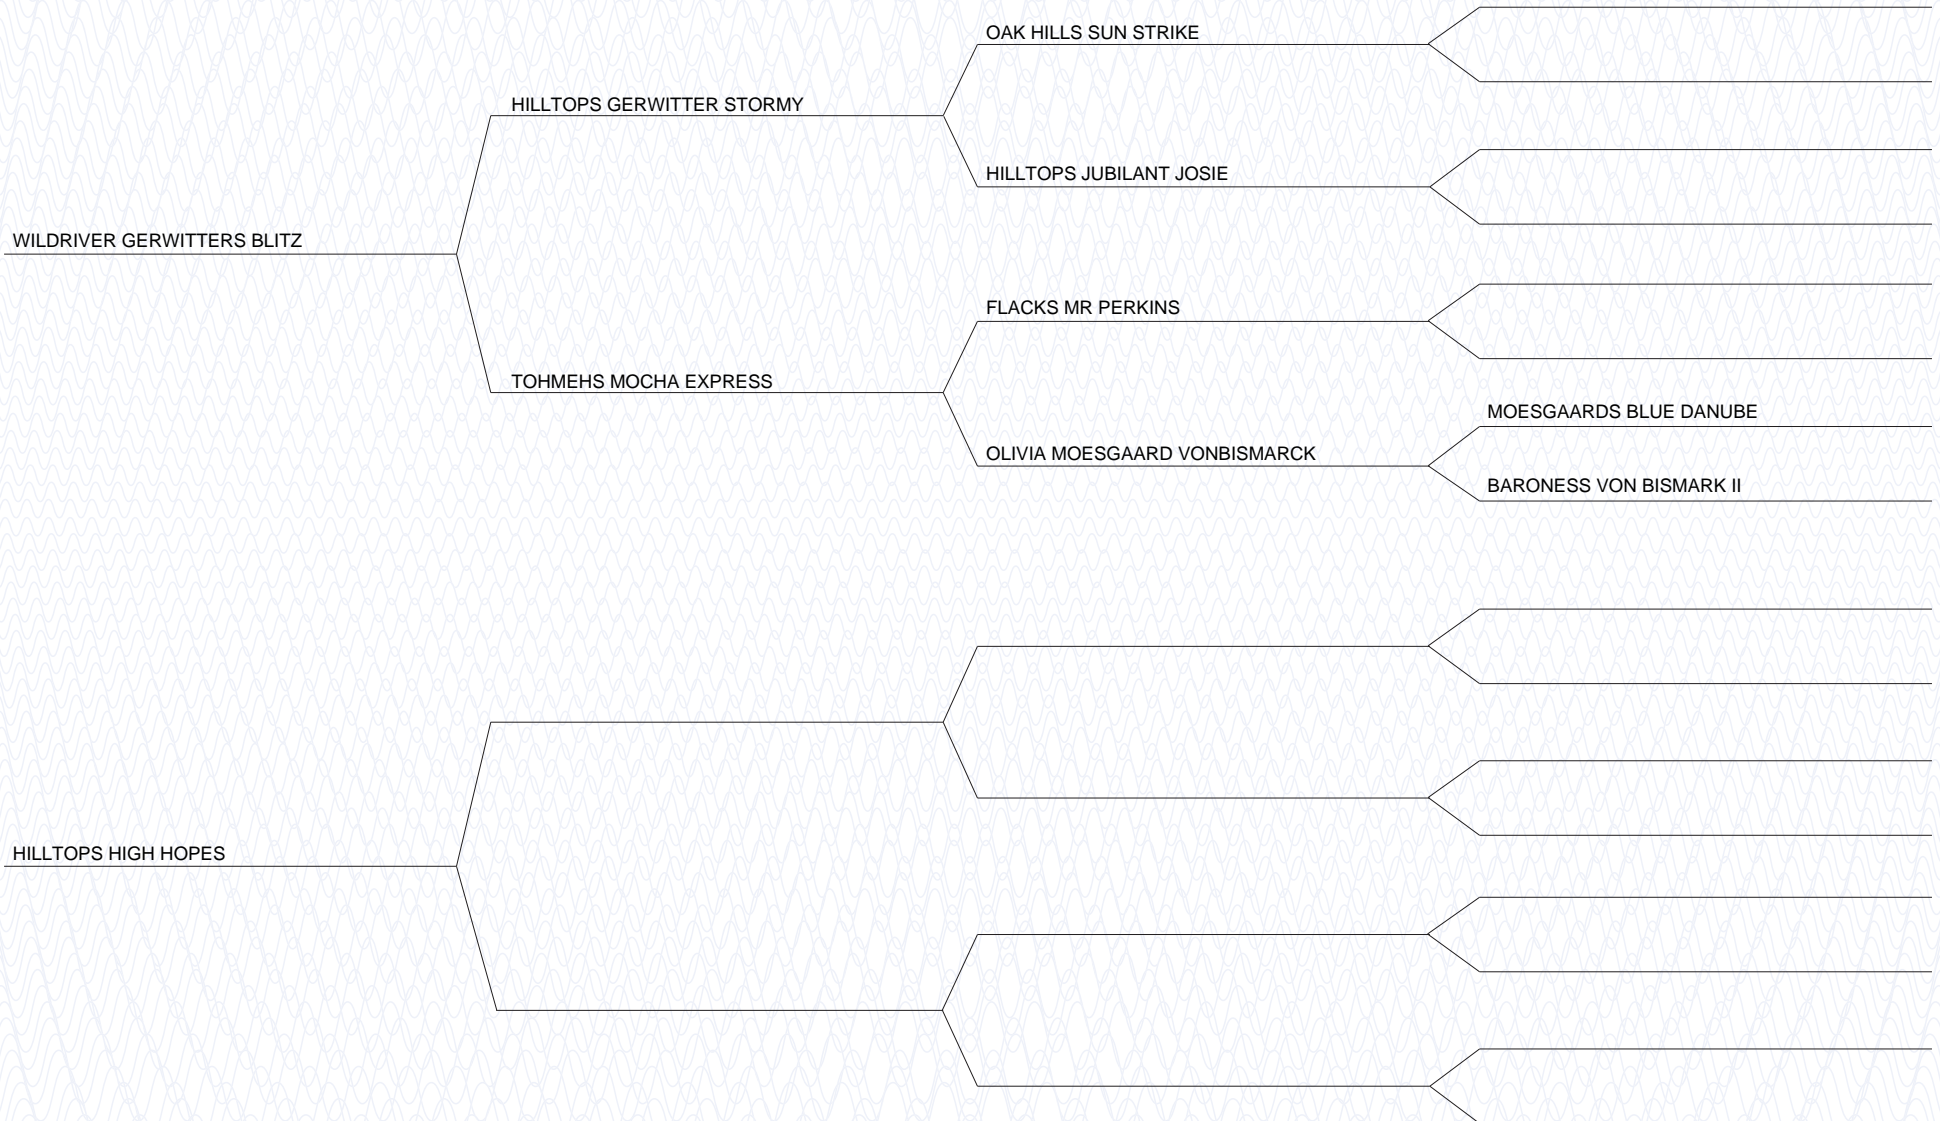 OAK HILLS SUN STRIKE
HILLTOPS GERWITTER STORMY
HILLTOPS JUBILANT JOSIE
WILDRIVER GERWITTERS BLITZ
FLACKS MR PERKINS
TOHMEHS MOCHA EXPRESS
MOESGAARDS BLUE DANUBE
OLIVIA MOESGAARD VONBISMARCK
BARONESS VON BISMARK II
HILLTOPS HIGH HOPES